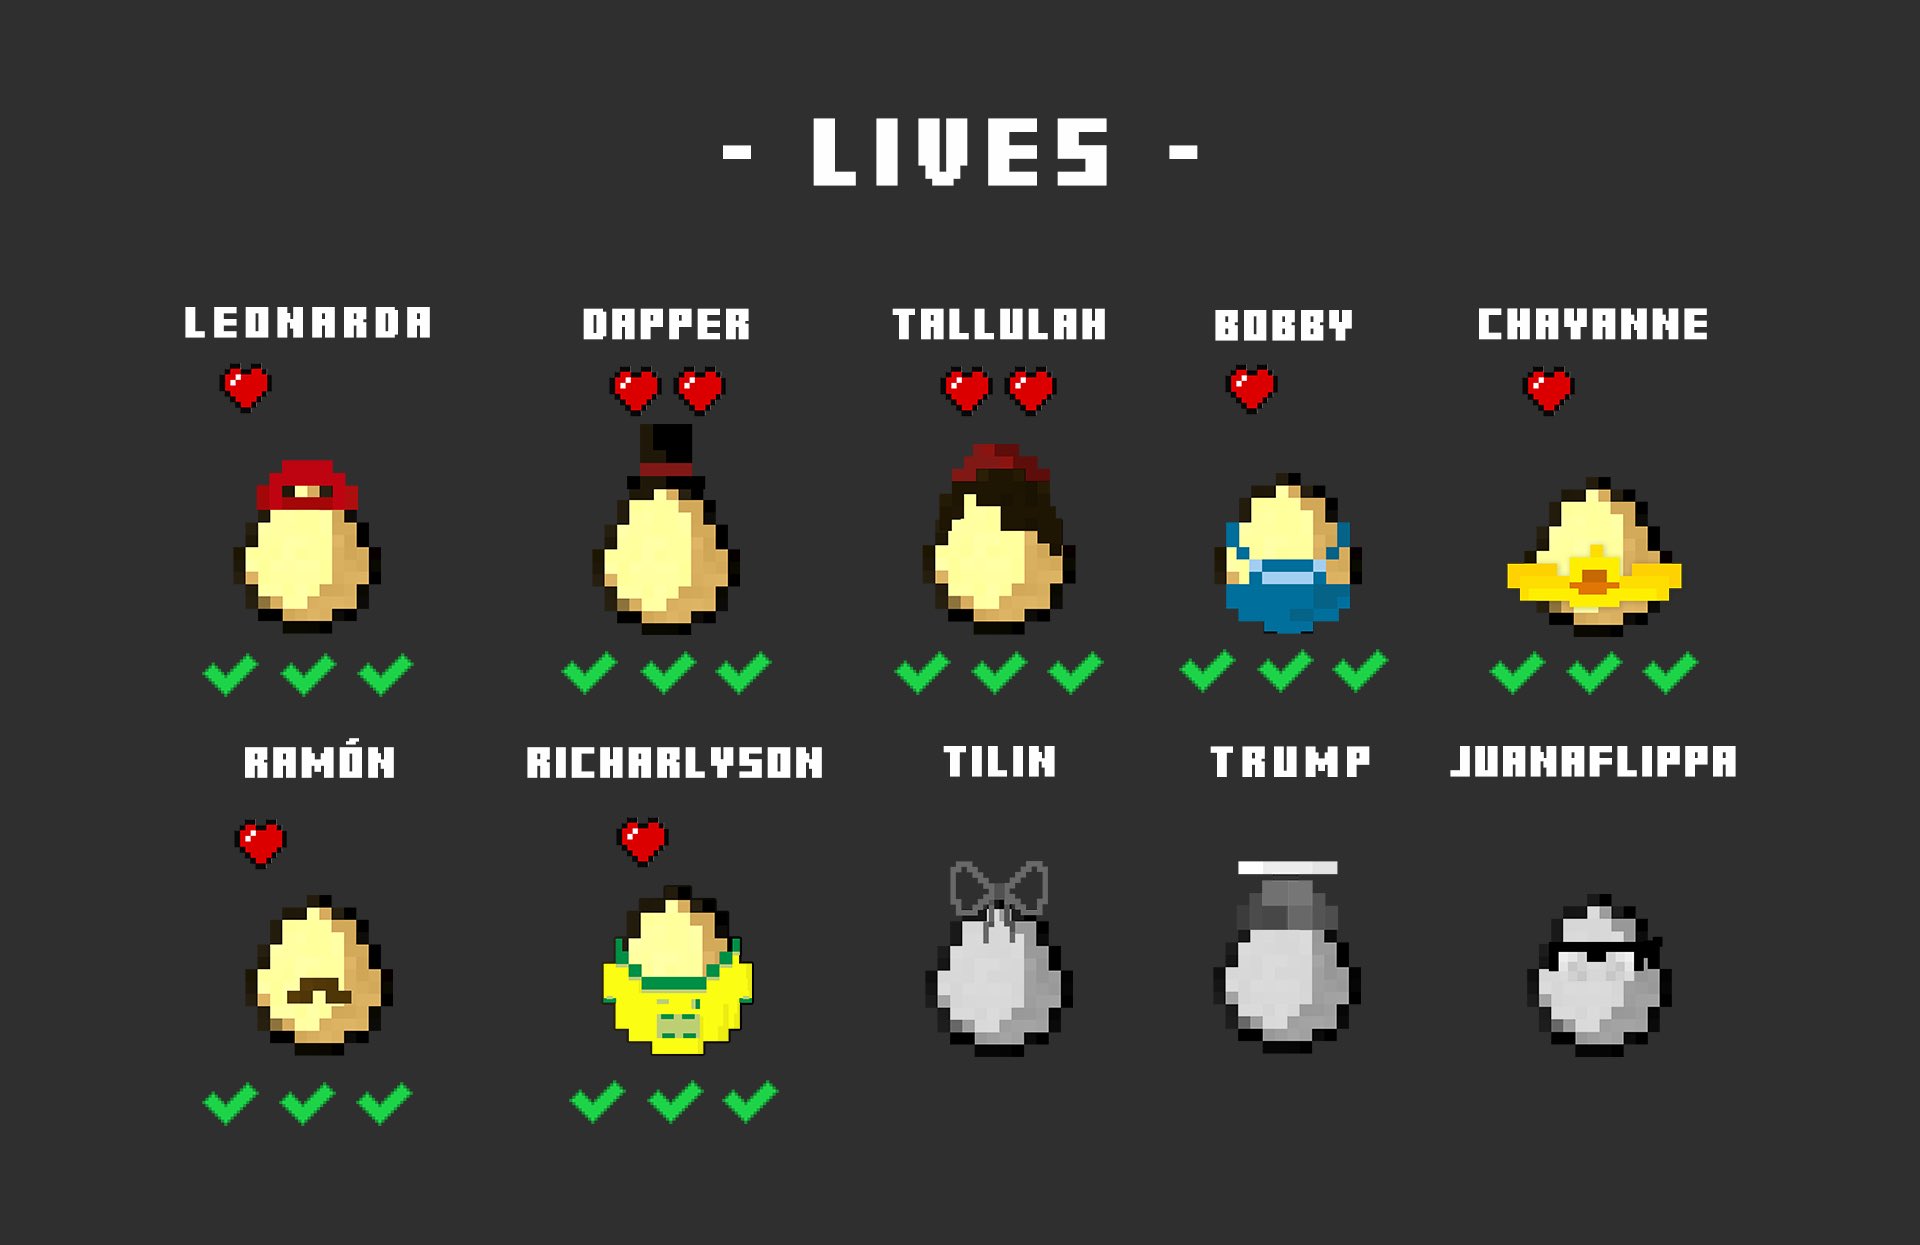 - LIVES -
LEONARDA DAPPER TALLULAH BOBBY CHAYANNE
RAMÓN RICHARLYSON TILIN TRUMP JUANAFLIPPA